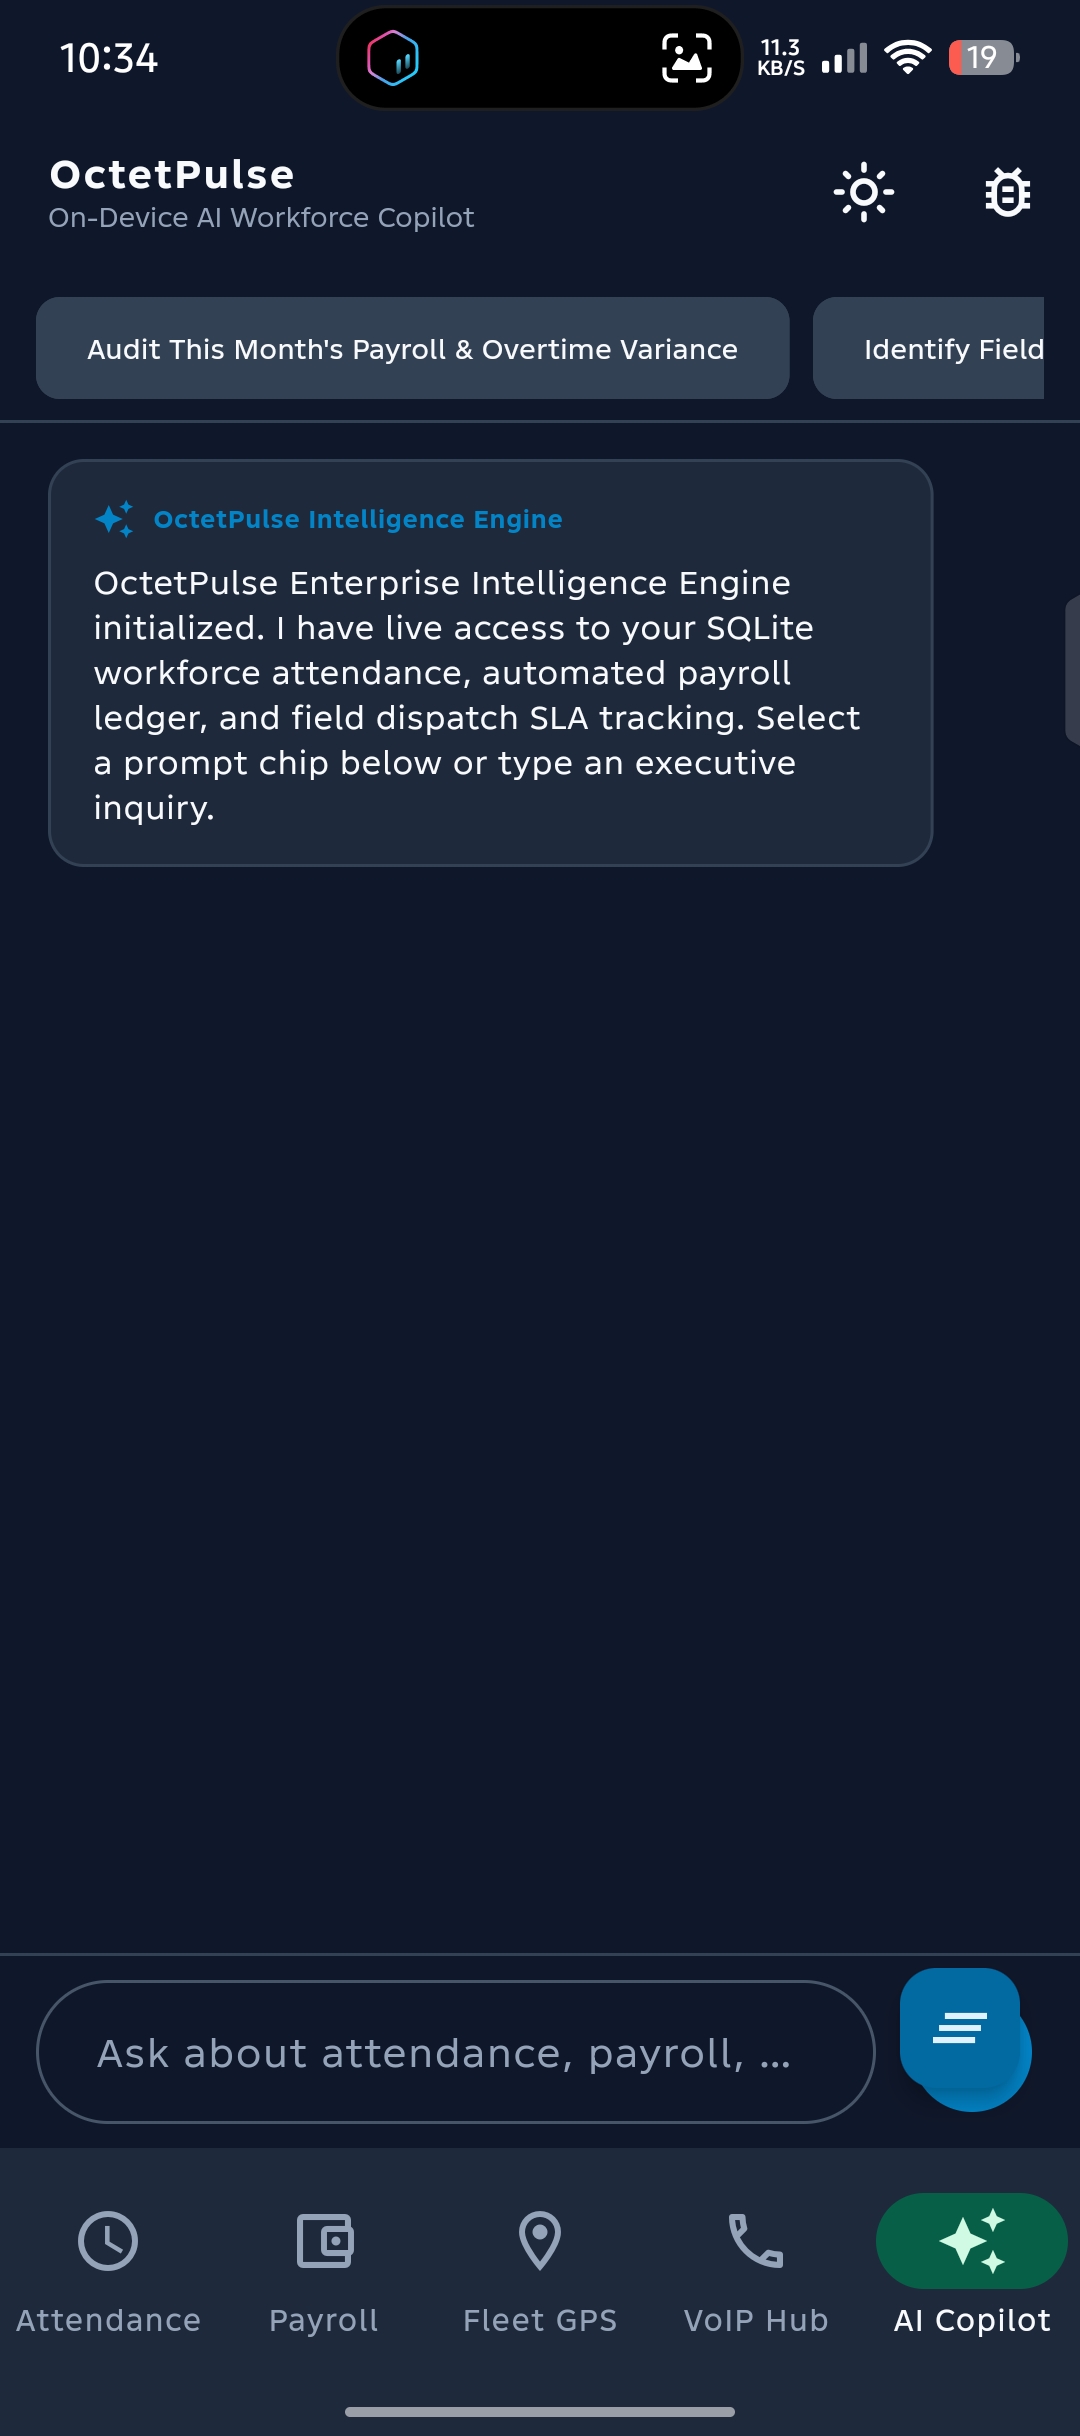 10:34
11.3
KB/S
19
OctetPulse
On-Device AI Workforce Copilot
Audit This Month's Payroll & Overtime Variance
Identify Field
OctetPulse Intelligence Engine
OctetPulse Enterprise Intelligence Engine
initialized. I have live access to your SQLite
workforce attendance, automated payroll
ledger, and field dispatch SLA tracking. Select
a prompt chip below or type an executive
inquiry.
Ask about attendance, payroll, ...
Attendance
Payroll
Fleet GPS
VoIP Hub
AI Copilot